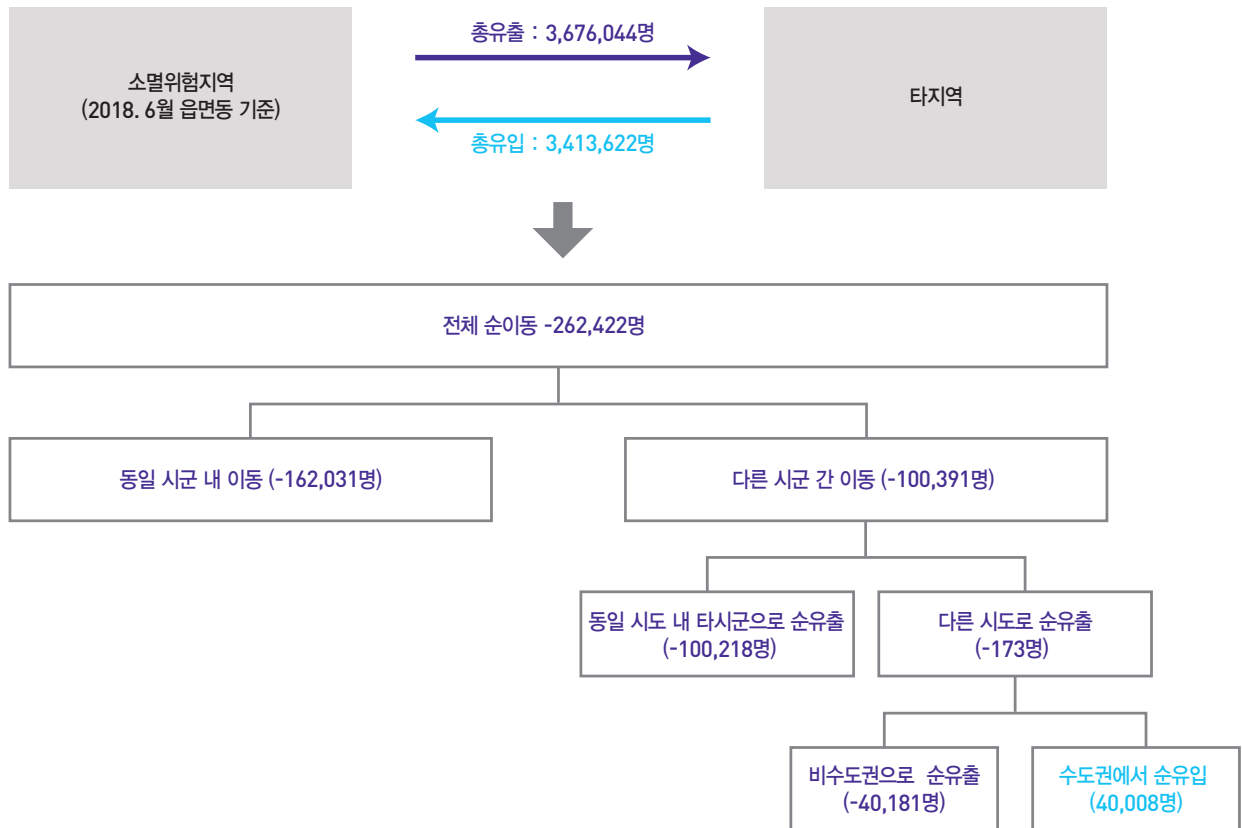 총유출 : 3,676,044명
소멸위험지역
(2018. 6월 읍면동 기준)
타지역
총유입 : 3,413,622명
전체 순이동 -262,422명
동일 시군 내 이동 (-162,031명)
다른 시군 간 이동 (-100,391명)
동일 시도 내 타시군으로 순유출
(-100,218명)
다른 시도로 순유출
(-173명)
비수도권으로 순유출
(-40,181명)
수도권에서 순유입
(40,008명)